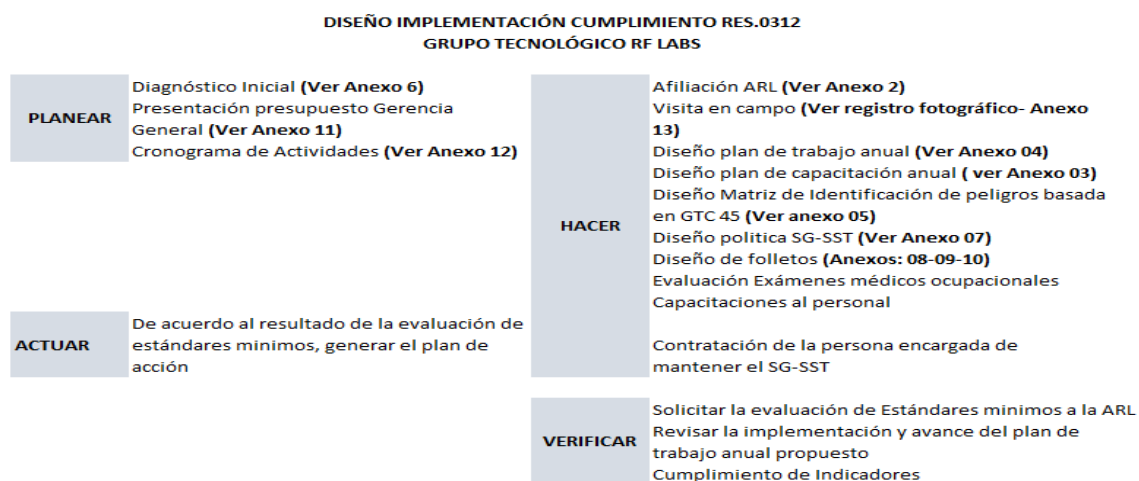 DISEÑO IMPLEMENTACIÓN CUMPLIMIENTO RES.0312
GRUPO TECNOLÓGICO RF LABS
PLANEAR
Diagnóstico Inicial (Ver Anexo 6)
Presentación presupuesto Gerencia
General (Ver Anexo 11)
Cronograma de Actividades (Ver Anexo 12)
HACER
Afiliación ARL (Ver Anexo 2)
Visita en campo (Ver registro fotográfico- Anexo
13)
Diseño plan de trabajo anual (Ver Anexo 04)
Diseño plan de capacitación anual ( ver Anexo 03)
Diseño Matriz de Identificación de peligros basada
en GTC 45 (Ver anexo 05)
Diseño politica SG-SST (Ver Anexo 07)
Diseño de folletos (Anexos: 08-09-10)
Evaluación Exámenes médicos ocupacionales
Capacitaciones al personal
Contratación de la persona encargada de
mantener el SG-SST
ACTUAR
De acuerdo al resultado de la evaluación de
estándares minimos, generar el plan de
acción
VERIFICAR
Solicitar la evaluación de Estándares minimos a la ARL
Revisar la implementación y avance del plan de
trabajo anual propuesto
Cumplimiento de Indicadores